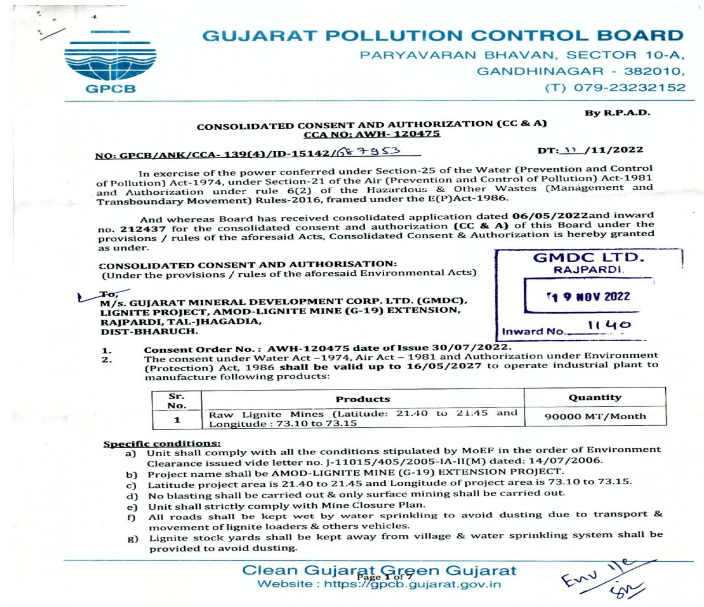 GUJARAT POLLUTION CONTROL BOARD
PARYAVARAN BHAVAN, SECTOR 10-A,
GANDHINAGAR - 382010,
(T) 079-23232152
GPCB
By R.P.A.D.
CONSOLIDATED CONSENT AND AUTHORIZATION (CC & A)
CCA NO: AWH- 120475
NO: GPCB/ANK/CCA- 139(4)/ID-15142/687953 DT: 11 /11/2022
In exercise of the power conferred under Section-25 of the Water (Prevention and Control
of Pollution) Act-1974, under Section-21 of the Air (Prevention and Control of Pollution) Act-1981
and Authorization under rule 6(2) of the Hazardous & Other Wastes (Management and
Transboundary Movement) Rules-2016, framed under the E(P)Act-1986.
And whereas Board has received consolidated application dated 06/05/2022and inward
no. 212437 for the consolidated consent and authorization (CC & A) of this Board under the
provisions / rules of the aforesaid Acts, Consolidated Consent & Authorization is hereby granted
as under.
CONSOLIDATED CONSENT AND AUTHORISATION:
(Under the provisions / rules of the aforesaid Environmental Acts)
GMDC LTD.
RAJPARDI.
19 NOV 2022
Inward No. 1140
To,
M/s. GUJARAT MINERAL DEVELOPMENT CORP. LTD. (GMDC),
LIGNITE PROJECT, AMOD-LIGNITE MINE (G-19) EXTENSION,
RAJPARDI, TAL-JHAGADIA,
DIST-BHARUCH.
1. Consent Order No. : AWH-120475 date of Issue 30/07/2022.
2. The consent under Water Act –1974, Air Act – 1981 and Authorization under Environment
(Protection) Act, 1986 shall be valid up to 16/05/2027 to operate industrial plant to
manufacture following products:
Sr. No. Products Quantity
1 Raw Lignite Mines (Latitude: 21.40 to 21.45 and Longitude : 73.10 to 73.15 90000 MT/Month
Specific conditions:
a) Unit shall comply with all the conditions stipulated by MoEF in the order of Environment
Clearance issued vide letter no. J-11015/405/2005-IA-II(M) dated: 14/07/2006.
b) Project name shall be AMOD-LIGNITE MINE (G-19) EXTENSION PROJECT.
c) Latitude project area is 21.40 to 21.45 and Longitude of project area is 73.10 to 73.15.
d) No blasting shall be carried out & only surface mining shall be carried out.
e) Unit shall strictly comply with Mine Closure Plan.
f) All roads shall be kept wet by water sprinkling to avoid dusting due to transport &
movement of lignite loaders & others vehicles.
g) Lignite stock yards shall be kept away from village & water sprinkling system shall be
provided to avoid dusting.
Clean Gujarat Green Gujarat
Page 1 of 7
Website : https://gpcb.gujarat.gov.in
Env